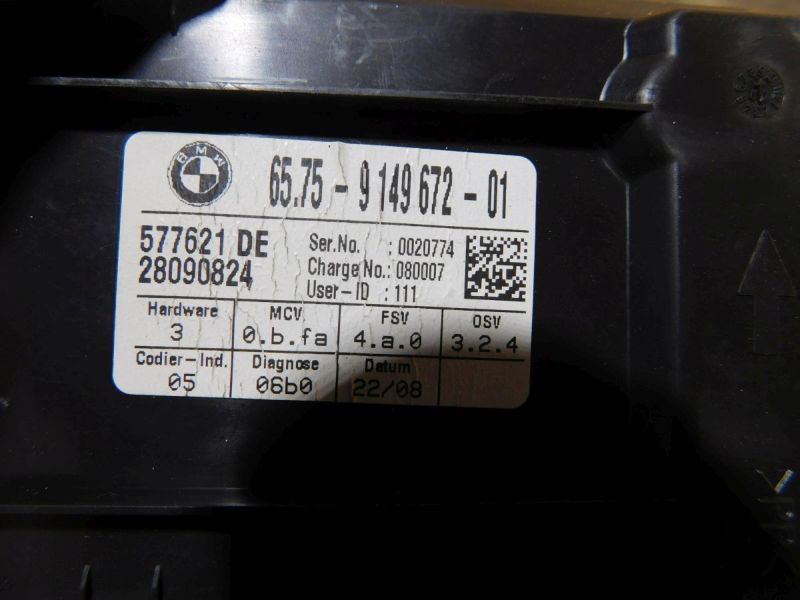 BMW
65.75 - 9 149 672 - 01
577621 DE
28090824
Ser.No. :0020774
Charge No.:080007
User-ID :111
Hardware MCV FSV OSV
3 0.b.fa 4.a.0 3.2.4
Codier-Ind. Diagnose Datum
05 06b0 22/08